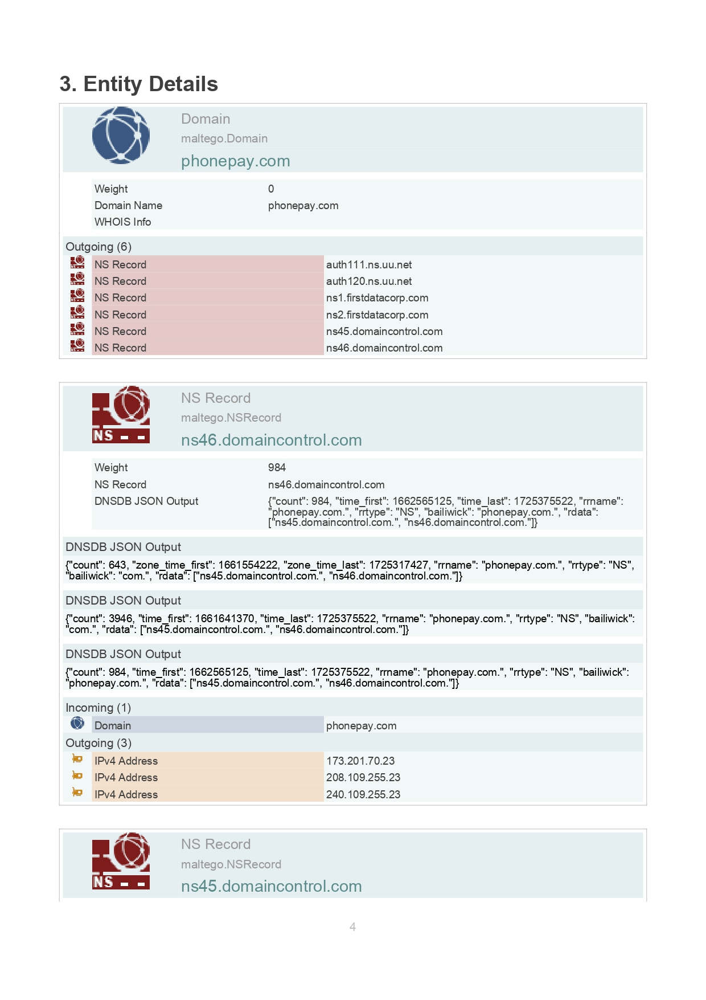 3. Entity Details
Domain
maltego.Domain
phonepay.com
Weight 0
Domain Name phonepay.com
WHOIS Info
Outgoing (6)
NS Record auth111.ns.uu.net
NS Record auth120.ns.uu.net
NS Record ns1.firstdatacorp.com
NS Record ns2.firstdatacorp.com
NS Record ns45.domaincontrol.com
NS Record ns46.domaincontrol.com
NS
NS Record
maltego.NSRecord
ns46.domaincontrol.com
Weight 984
NS Record ns46.domaincontrol.com
DNSDB JSON Output {"count": 984, "time_first": 1662565125, "time_last": 1725375522, "rrname":
"phonepay.com.", "rrtype": "NS", "bailiwick": "phonepay.com.", "rdata":
["ns45.domaincontrol.com.", "ns46.domaincontrol.com."]}
DNSDB JSON Output
{"count": 643, "zone_time_first": 1661554222, "zone_time_last": 1725317427, "rrname": "phonepay.com.", "rrtype": "NS",
"bailiwick": "com.", "rdata": ["ns45.domaincontrol.com.", "ns46.domaincontrol.com."]}
DNSDB JSON Output
{"count": 3946, "time_first": 1661641370, "time_last": 1725375522, "rrname": "phonepay.com.", "rrtype": "NS", "bailiwick":
"com.", "rdata": ["ns45.domaincontrol.com.", "ns46.domaincontrol.com."]}
DNSDB JSON Output
{"count": 984, "time_first": 1662565125, "time_last": 1725375522, "rrname": "phonepay.com.", "rrtype": "NS", "bailiwick":
"phonepay.com.", "rdata": ["ns45.domaincontrol.com.", "ns46.domaincontrol.com."]}
Incoming (1)
Domain phonepay.com
Outgoing (3)
IPv4 Address 173.201.70.23
IPv4 Address 208.109.255.23
IPv4 Address 240.109.255.23
NS
NS Record
maltego.NSRecord
ns45.domaincontrol.com
4